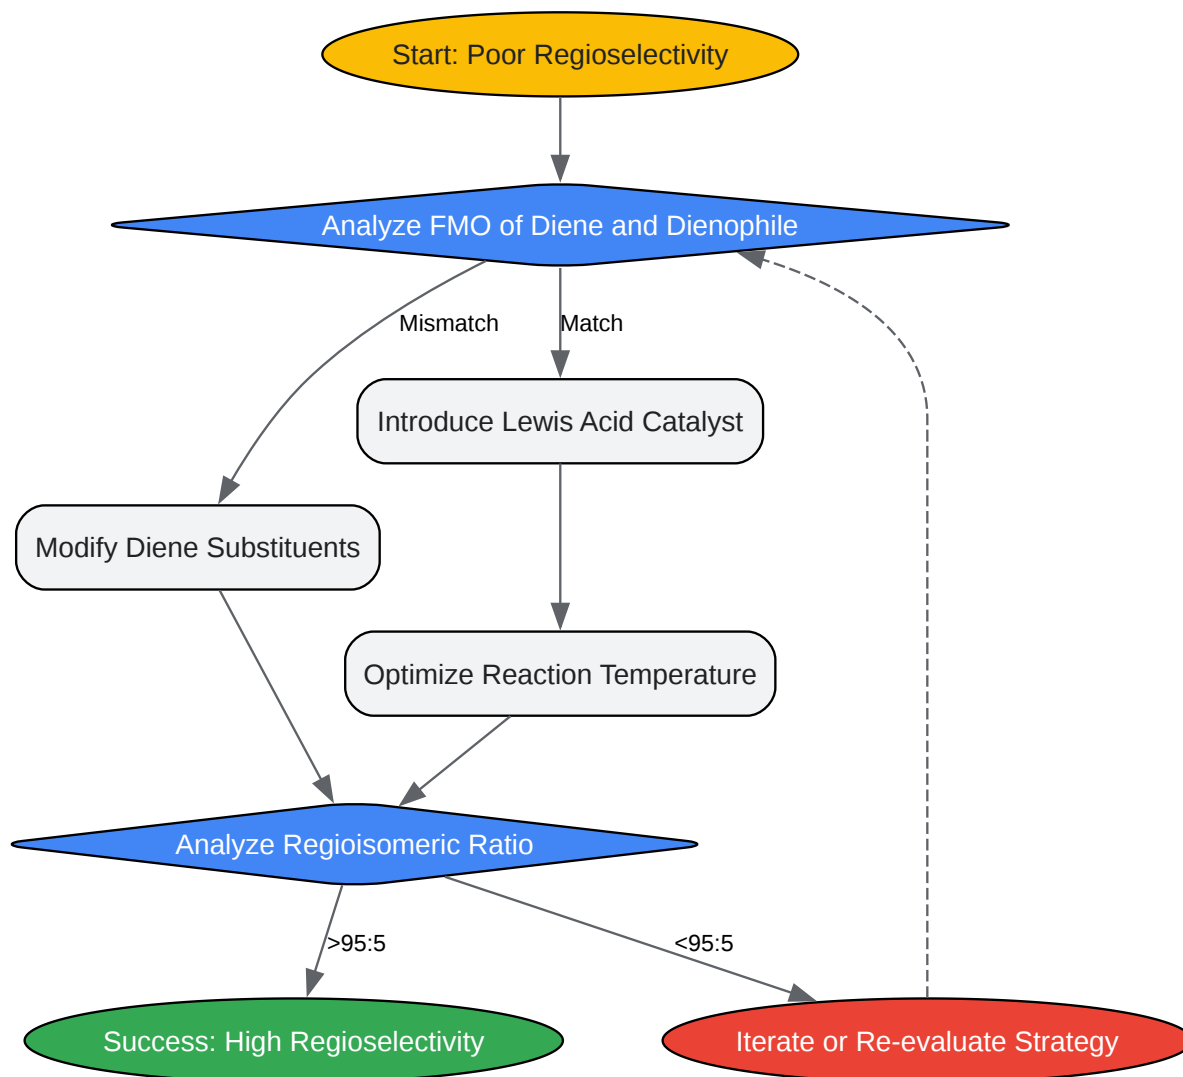 Start: Poor Regioselectivity
Analyze FMO of Diene and Dienophile
Mismatch
Match
Introduce Lewis Acid Catalyst
Modify Diene Substituents
Optimize Reaction Temperature
Analyze Regioisomeric Ratio
>95:5
<95:5
Success: High Regioselectivity
Iterate or Re-evaluate Strategy